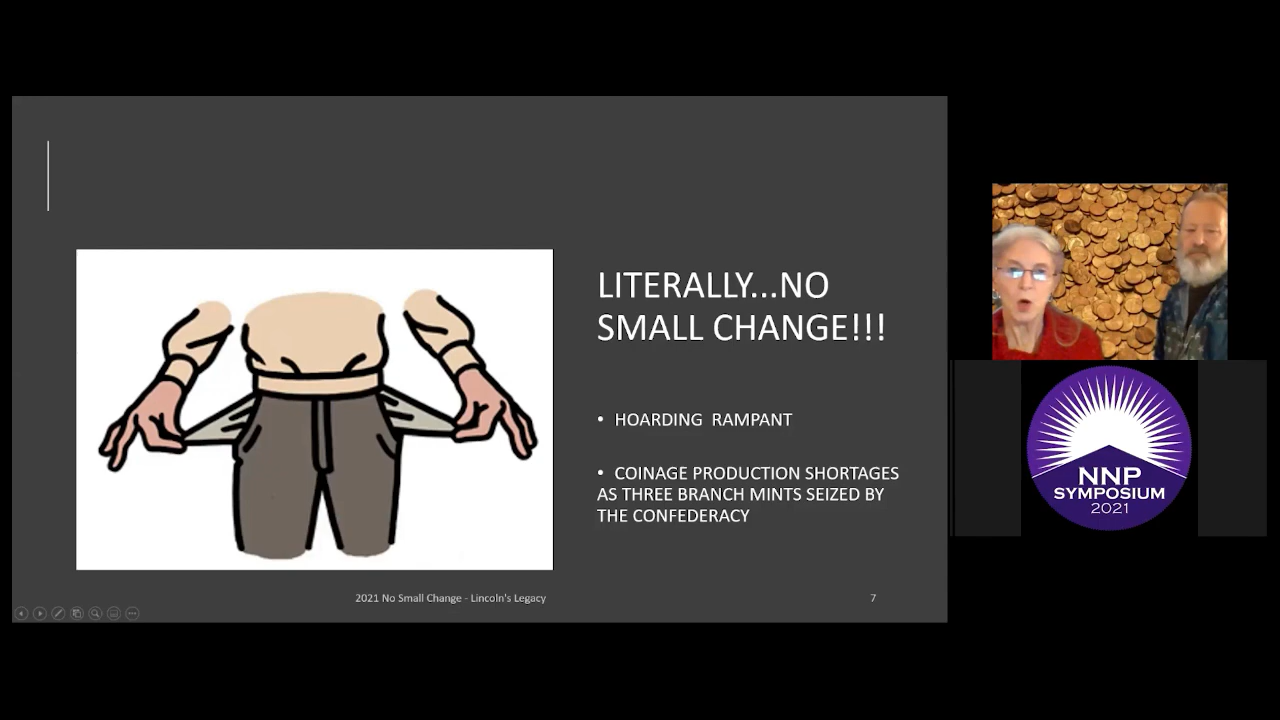 LITERALLY...NO
SMALL CHANGE!!!
• HOARDING RAMPANT
• COINAGE PRODUCTION SHORTAGES
AS THREE BRANCH MINTS SEIZED BY
THE CONFEDERACY
2021 No Small Change - Lincoln's Legacy
7
NNP
SYMPOSIUM
2021